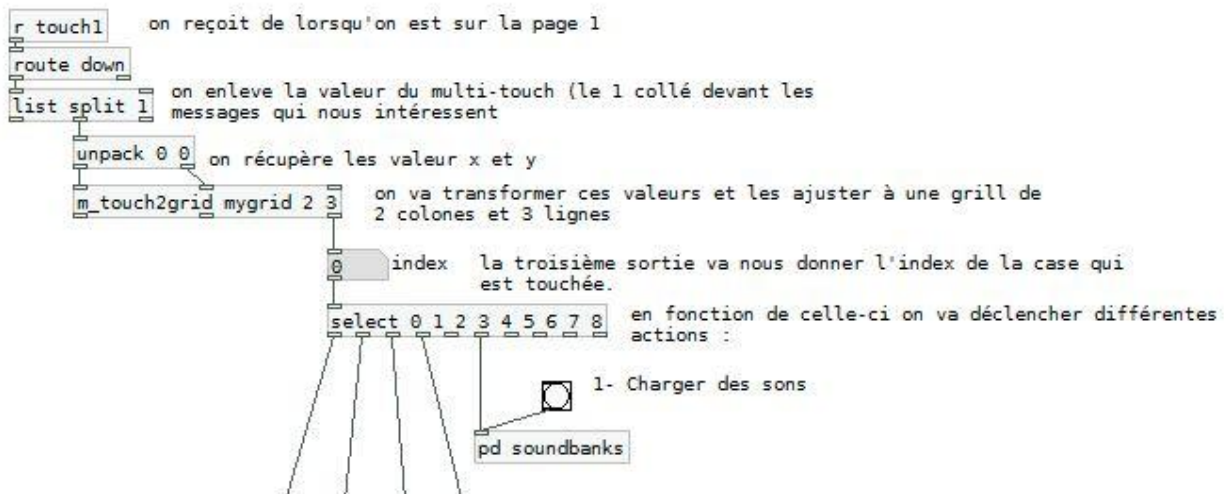 r touch1
on reçoit de lorsqu'on est sur la page 1
route down
list split 1
on enleve la valeur du multi-touch (le 1 collé devant les
messages qui nous intéressent
unpack 0 0
on récupère les valeur x et y
m_touch2grid mygrid 2 3
on va transformer ces valeurs et les ajuster à une grill de
2 colones et 3 lignes
0
index
la troisième sortie va nous donner l'index de la case qui
est touchée.
select 0 1 2 3 4 5 6 7 8
en fonction de celle-ci on va déclencher différentes
actions :
1- Charger des sons
pd soundbanks